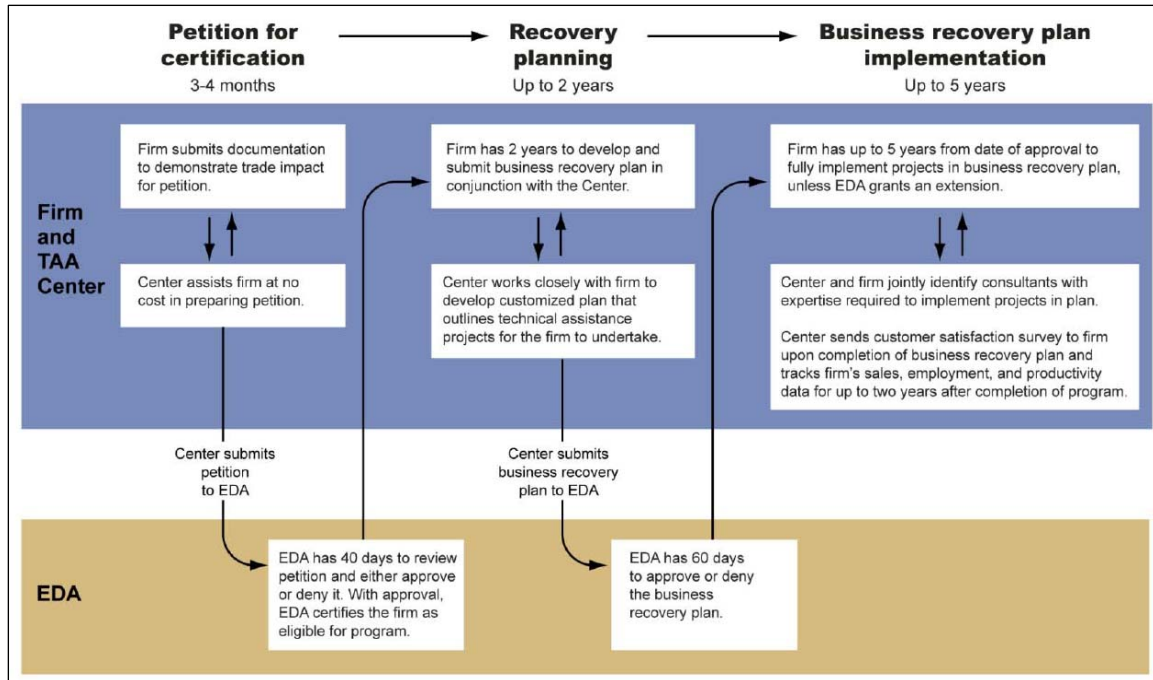 Petition for
certification
3-4 months
Recovery
planning
Up to 2 years
Business recovery plan
implementation
Up to 5 years
Firm
and
TAA
Center
Firm submits documentation
to demonstrate trade impact
for petition.
Center assists firm at no
cost in preparing petition.
Firm has 2 years to develop and
submit business recovery plan in
conjunction with the Center.
Center works closely with firm to
develop customized plan that
outlines technical assistance
projects for the firm to undertake.
Firm has up to 5 years from date of approval to
fully implement projects in business recovery plan,
unless EDA grants an extension.
Center and firm jointly identify consultants with
expertise required to implement projects in plan.
Center sends customer satisfaction survey to firm
upon completion of business recovery plan and
tracks firm's sales, employment, and productivity
data for up to two years after completion of program.
Center submits
petition
to EDA
Center submits
business recovery
plan to EDA
EDA
EDA has 40 days to review
petition and either approve
or deny it. With approval,
EDA certifies the firm as
eligible for program.
EDA has 60 days
to approve or deny
the business
recovery plan.